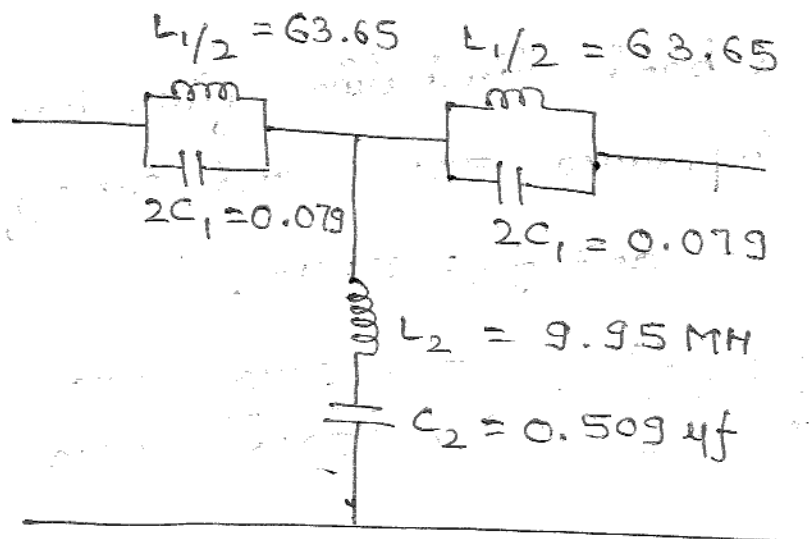 L₁/2 = 63.65
L₁/2 = 63.65
2C₁ = 0.079
2C₁ = 0.079
L₂ = 9.95 MH
C₂ = 0.509 μf